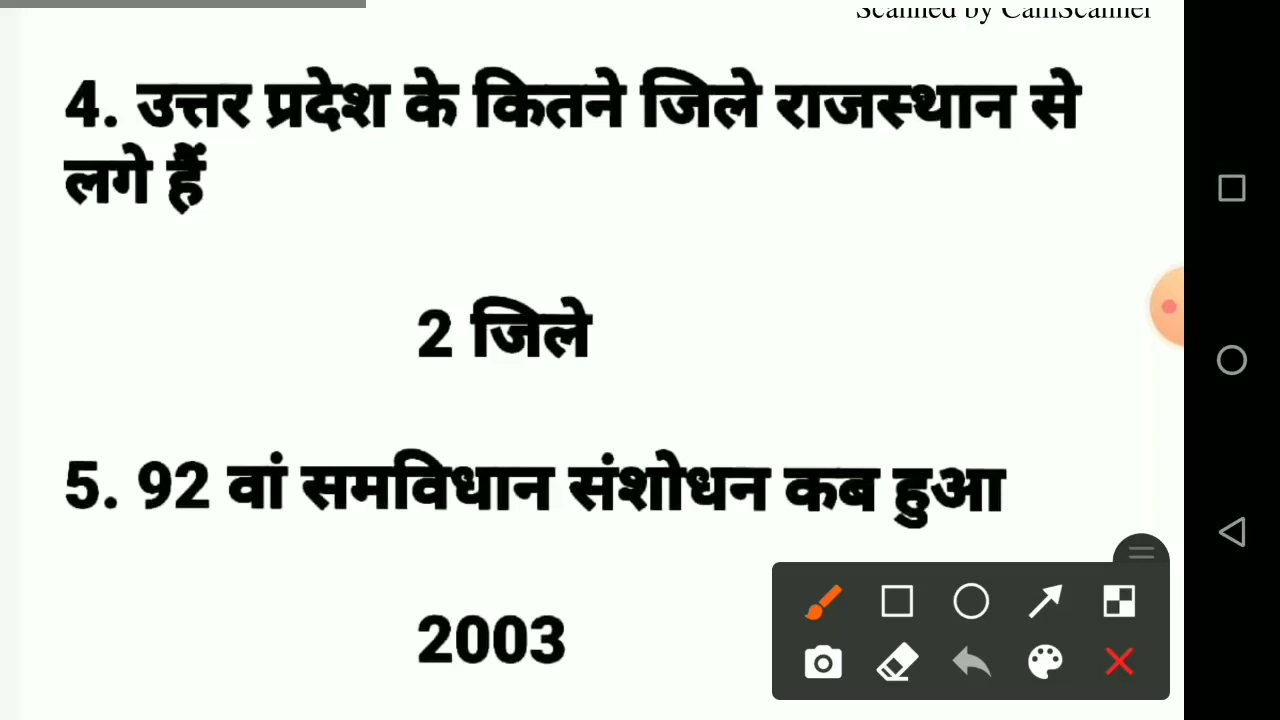 Scanned by CamScanner
4. उत्तर प्रदेश के कितने जिले राजस्थान से
लगे हैं
2 जिले
5. 92 वां समविधान संशोधन कब हुआ
2003